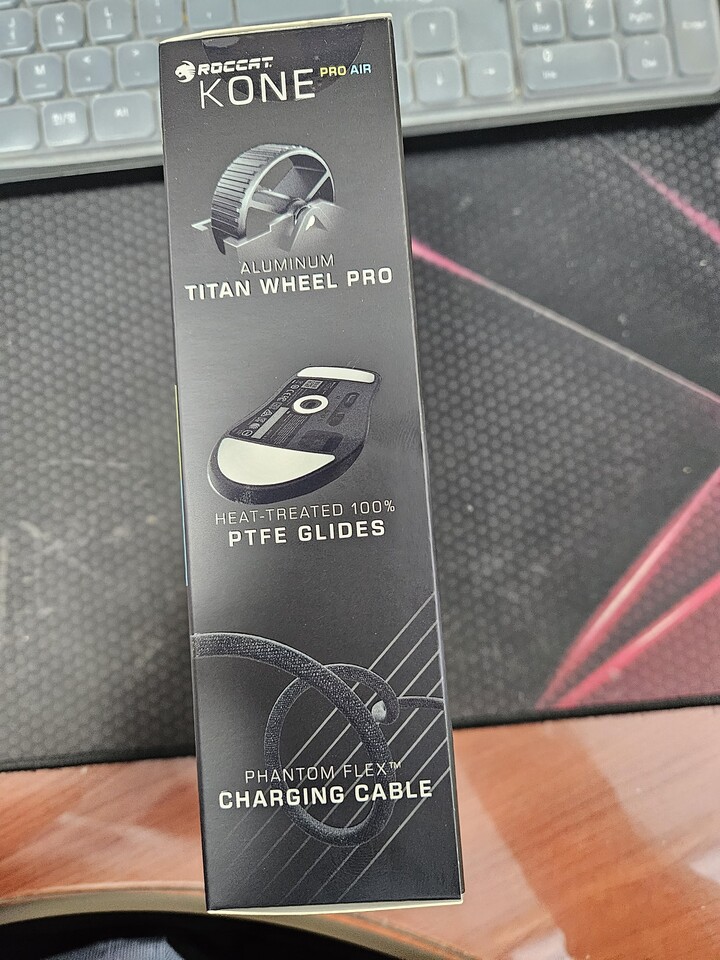 ROCCAT
KONE PRO AIR
ALUMINUM
TITAN WHEEL PRO
HEAT-TREATED 100%
PTFE GLIDES
PHANTOM FLEX™
CHARGING CABLE